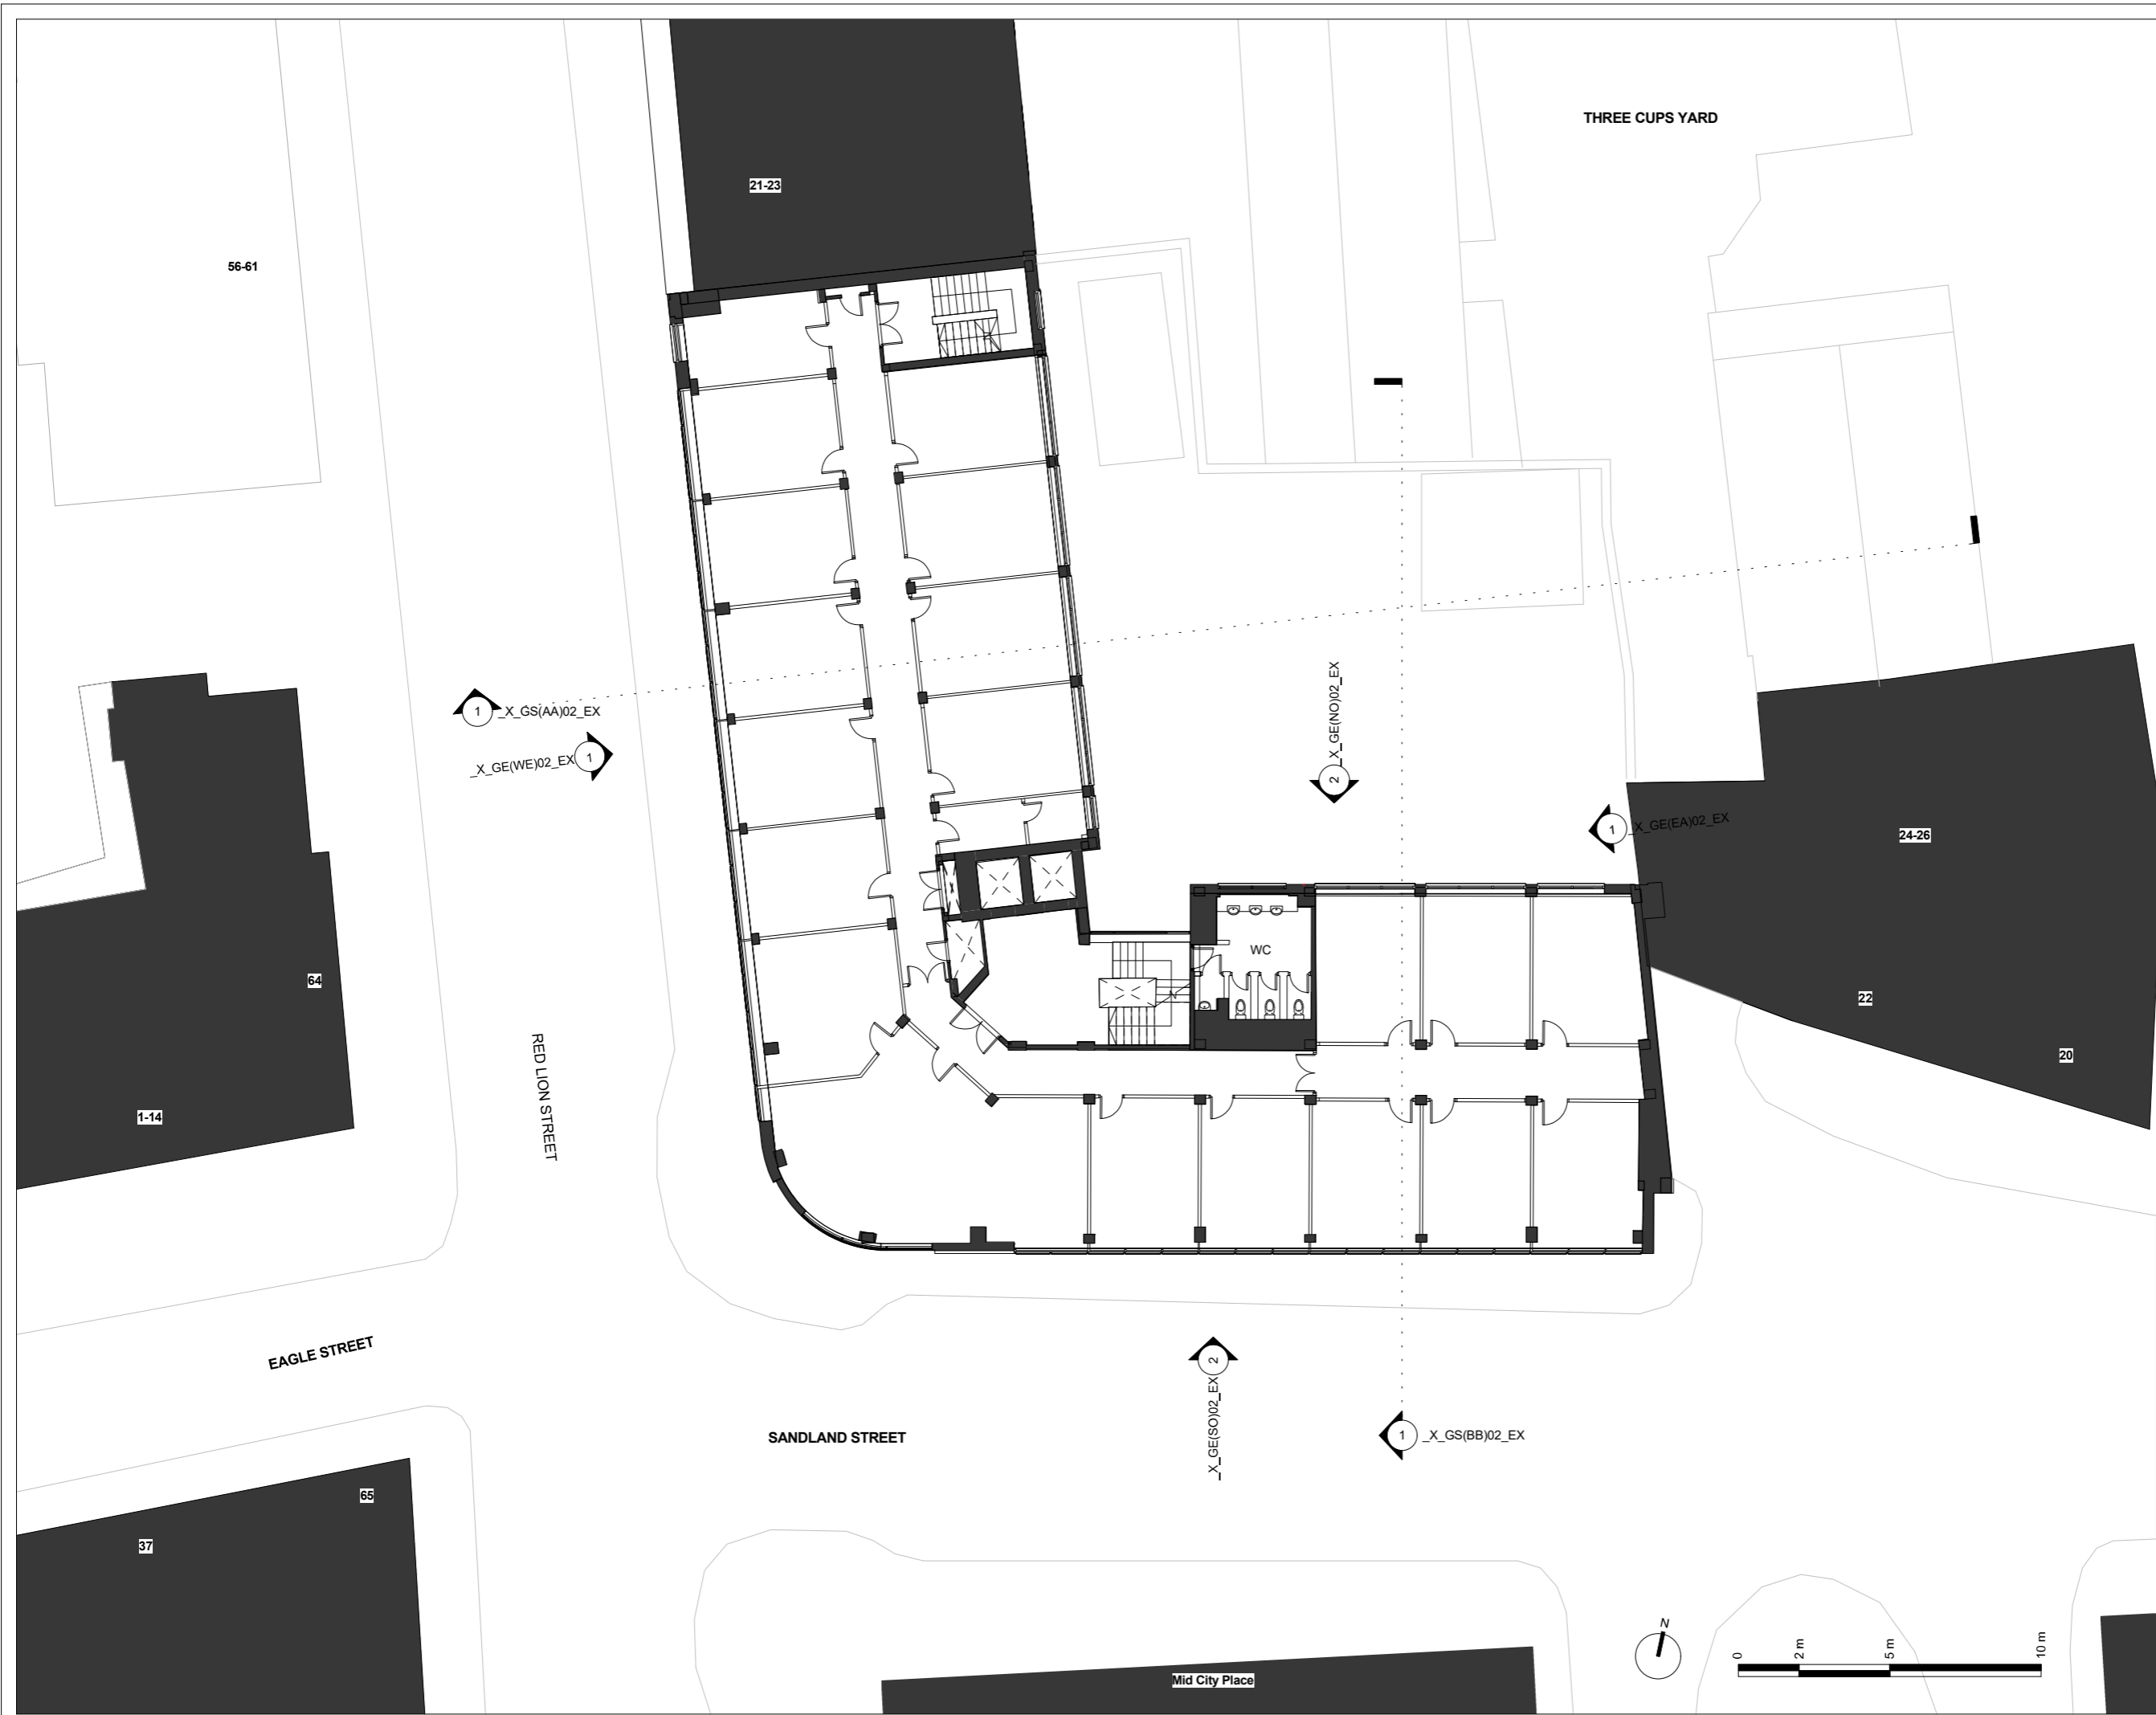 THREE CUPS YARD
21-23
56-61
_X_GS(AA)02_EX
1
_X_GE(WE)02_EX
1
_X_GE(NO)02_EX
2
1
_X_GE(EA)02_EX
24-26
WC
64
22
20
RED LION STREET
1-14
EAGLE STREET
SANDLAND STREET
2
_X_GE(SO)02_EX
1
_X_GS(BB)02_EX
65
37
Mid City Place
N
0
2 m
5 m
10 m